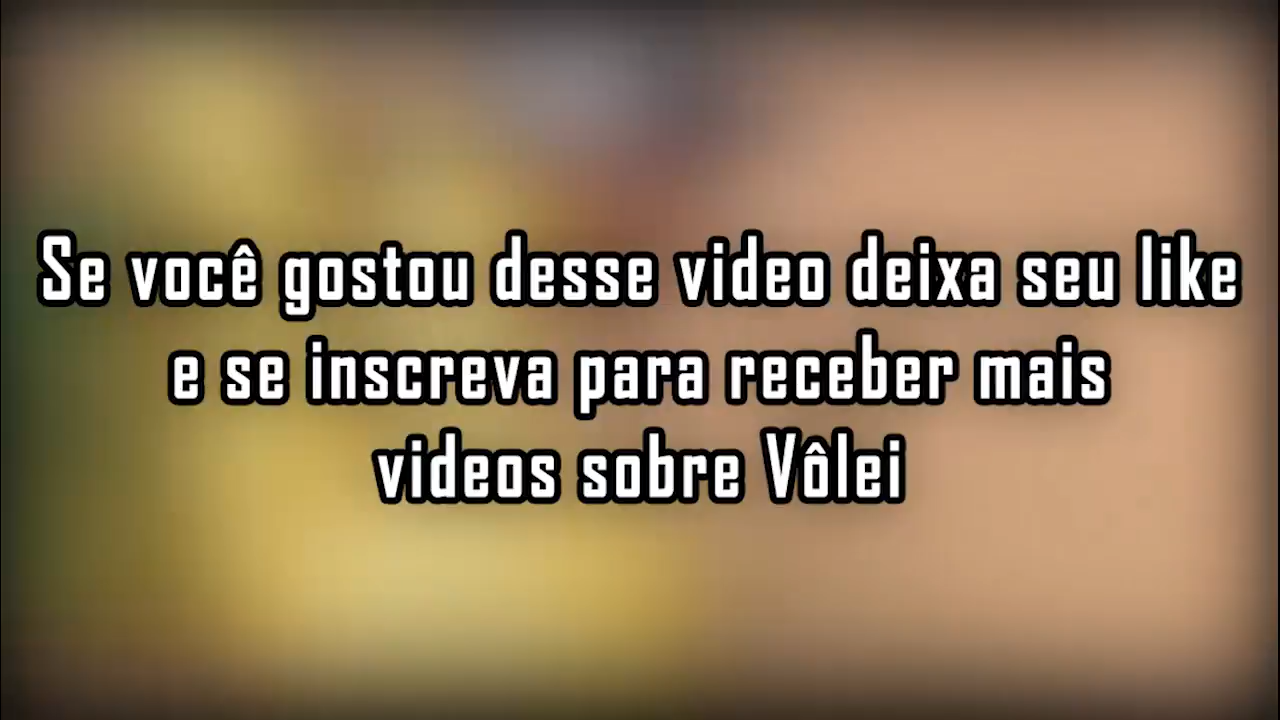 Se você gostou desse video deixa seu like
e se inscreva para receber mais
videos sobre Vôlei